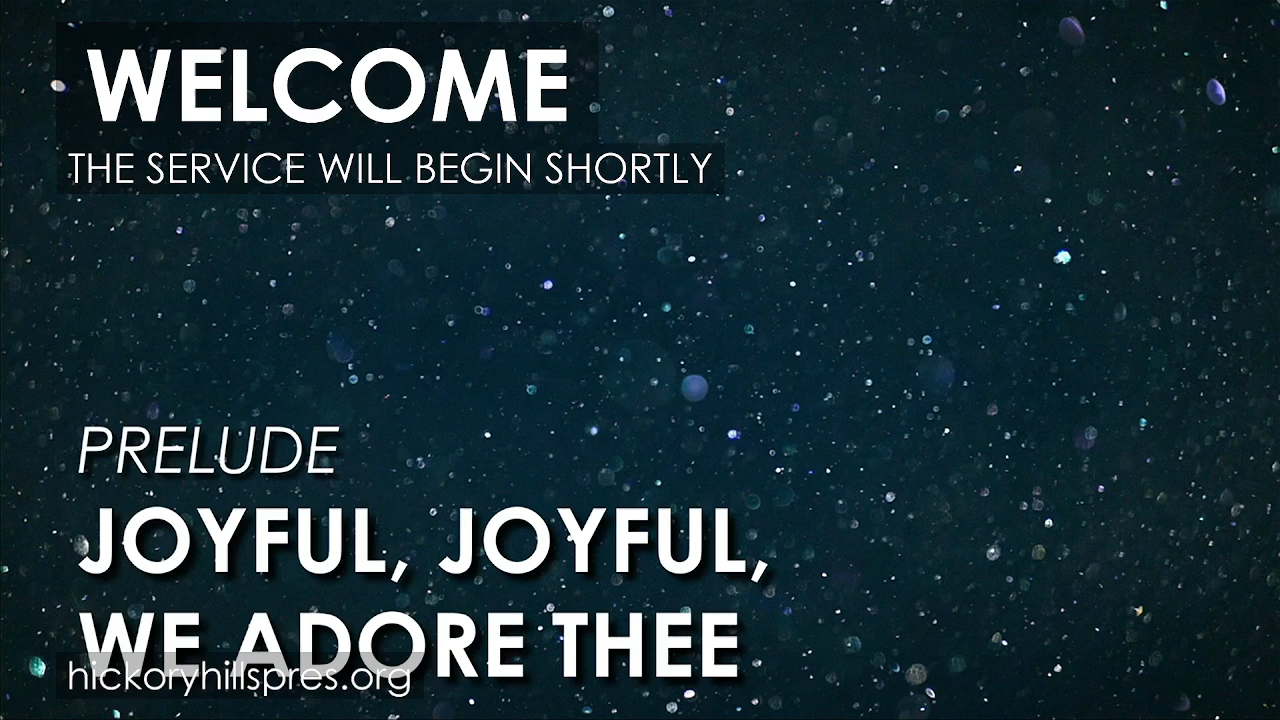 WELCOME
THE SERVICE WILL BEGIN SHORTLY
PRELUDE
JOYFUL, JOYFUL,
WE ADORE THEE
hickoryhillspres.org